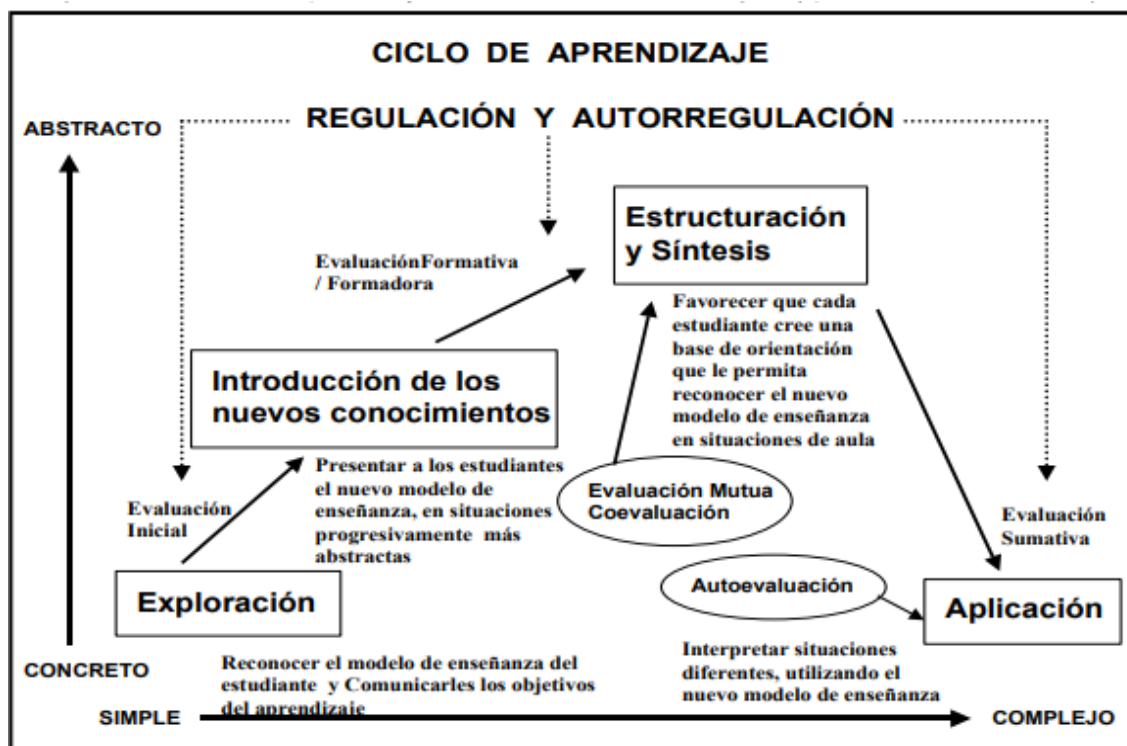 CICLO DE APRENDIZAJE
REGULACIÓN Y AUTORREGULACIÓN
ABSTRACTO
Estructuración
y Síntesis
EvaluaciónFormativa
/ Formadora
Favorecer que cada
estudiante cree una
base de orientación
que le permita
reconocer el nuevo
modelo de enseñanza
en situaciones de aula
Introducción de los
nuevos conocimientos
Presentar a los estudiantes
el nuevo modelo de
enseñanza, en situaciones
progresivamente más
abstractas
Evaluación Mutua
Coevaluación
Evaluación
Inicial
Evaluación
Sumativa
Exploración
Autoevaluación
Aplicación
Reconocer el modelo de enseñanza del
estudiante y Comunicarles los objetivos
del aprendizaje
Interpretar situaciones
diferentes, utilizando el
nuevo modelo de enseñanza
CONCRETO
SIMPLE
COMPLEJO